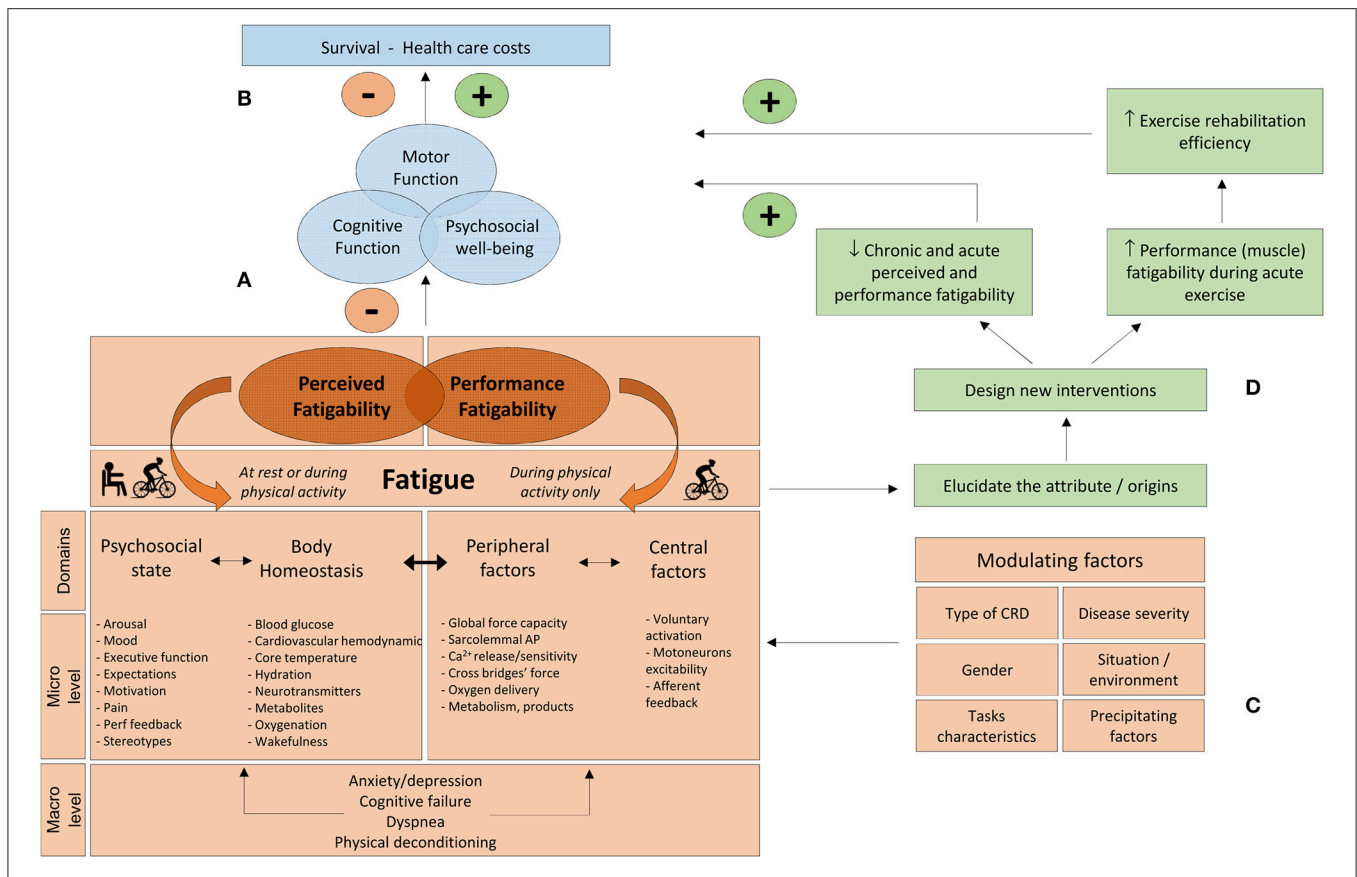 Survival - Health care costs
B
-
+
Motor
Function
Cognitive
Function
Psychosocial
well-being
A
-
Perceived
Fatigability
Performance
Fatigability
At rest or during
physical activity
Fatigue
During physical
activity only
Domains
Psychosocial
state
Body
Homeostasis
Peripheral
factors
Central
factors
Micro
level
- Arousal
- Mood
- Executive function
- Expectations
- Motivation
- Pain
- Perf feedback
- Stereotypes
- Blood glucose
- Cardiovascular hemodynamic
- Core temperature
- Hydration
- Neurotransmitters
- Metabolites
- Oxygenation
- Wakefulness
- Global force capacity
- Sarcolemmal AP
- Ca²⁺ release/sensitivity
- Cross bridges’ force
- Oxygen delivery
- Metabolism, products
- Voluntary
activation
- Motoneurons
excitability
- Afferent
feedback
Macro
level
Anxiety/depression
Cognitive failure
Dyspnea
Physical deconditioning
+
+
↑ Exercise rehabilitation
efficiency
↓ Chronic and acute
perceived and
performance fatigability
↑ Performance (muscle)
fatigability during acute
exercise
Design new interventions
D
Elucidate the attribute / origins
Modulating factors
Type of CRD
Disease severity
Gender
Situation /
environment
Tasks
characteristics
Precipitating
factors
C